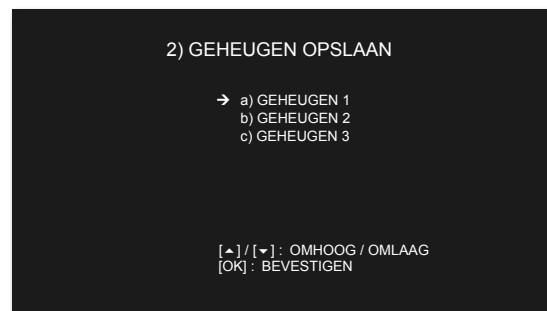 2) GEHEUGEN OPSLAAN
➔ a) GEHEUGEN 1
b) GEHEUGEN 2
c) GEHEUGEN 3
[▲] / [▼] : OMHOOG / OMLAAG
[OK] : BEVESTIGEN